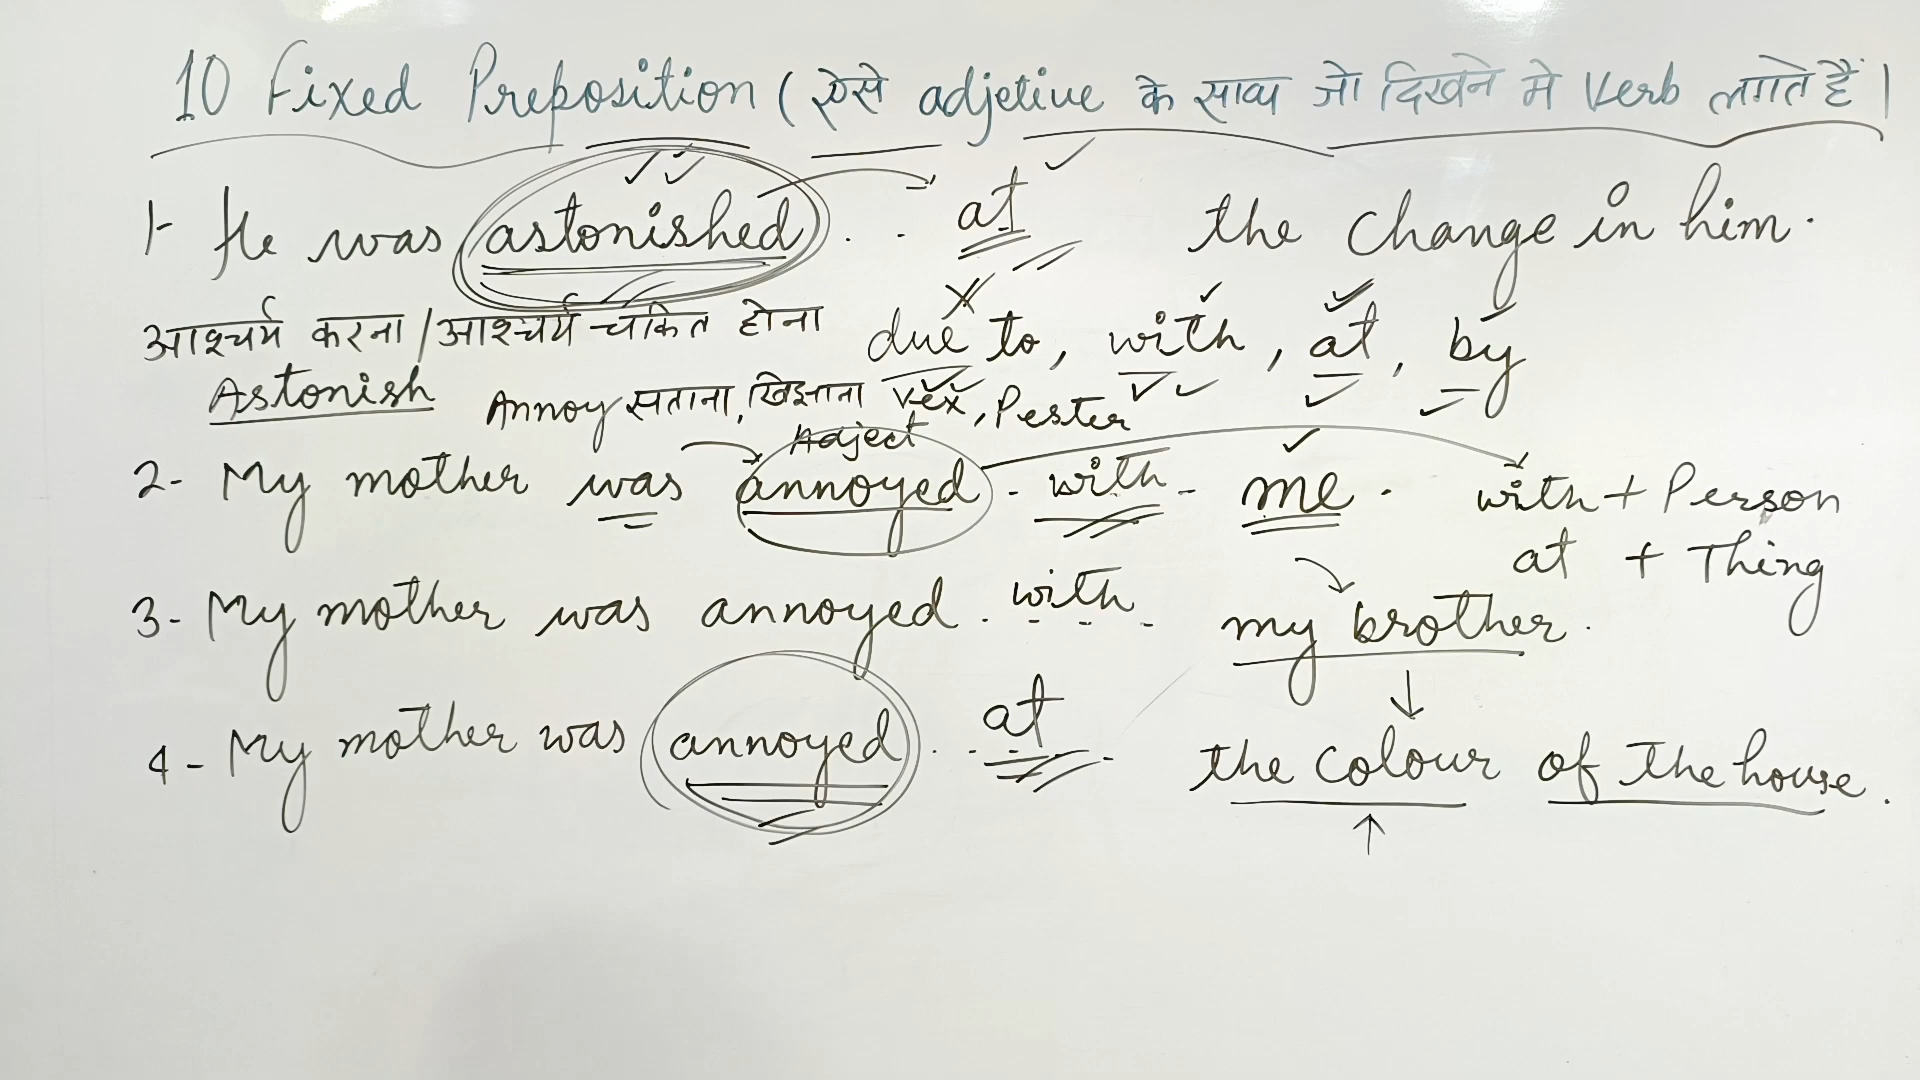 10 Fixed Preposition ( ऐसे adjetive के साथ जो दिखने मे Verb लगते हैं |
1- He was astonished . . at the change in him.
आश्चर्य करना / आश्चर्य चकित होना due to, with, at, by
Astonish Annoy सताना, खिझाना Vex, Pester
Adject
2- My mother was annoyed - with - me . with + Person
at + Thing
3- My mother was annoyed . with - - - my brother.
4- My mother was annoyed . . at - the colour of the house.